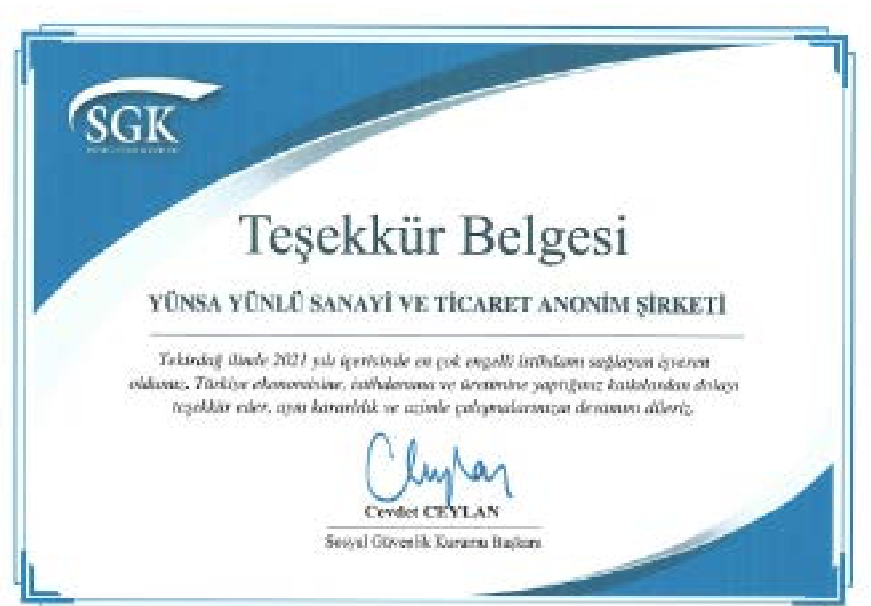 SGK
Teşekkür Belgesi
YÜNSA YÜNLÜ SANAYİ VE TİCARET ANONİM ŞİRKETİ
Tekirdağ ilinde 2021 yılı içerisinde en çok engelli istihdamı sağlayan işveren
oldunuz. Türkiye ekonomisine, istihdamına ve üretimine yaptığınız katkılardan dolayı
teşekkür eder, aynı kararlılık ve azimle çalışmalarınızın devamını dileriz.
Cevdet CEYLAN
Sosyal Güvenlik Kurumu Başkanı